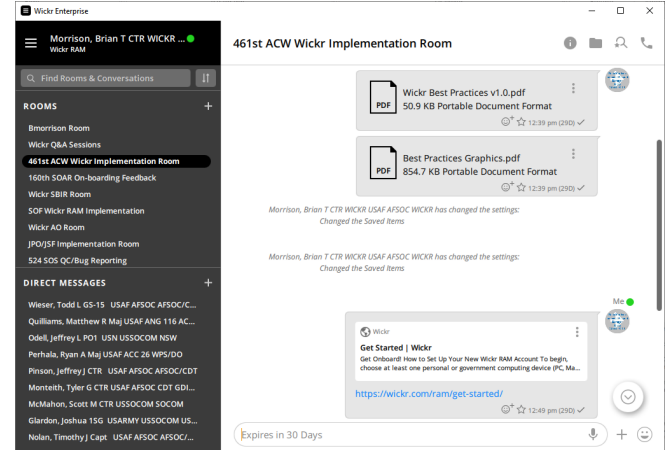 Wickr Enterprise
Morrison, Brian T CTR WICKR ...
Wickr RAM
Find Rooms & Conversations
ROOMS +
Bmorrison Room
Wickr Q&A Sessions
461st ACW Wickr Implementation Room
160th SOAR On-boarding Feedback
Wickr SBIR Room
SOF Wickr RAM Implementation
Wickr AO Room
JPO/JSF Implementation Room
524 SOS QC/Bug Reporting
DIRECT MESSAGES +
Wieser, Todd L GS-15 USAF AFSOC AFSOC/C...
Quilliams, Matthew R Maj USAF ANG 116 AC...
Odell, Jeffrey L PO1 USN USSOCOM NSW
Perhala, Ryan A Maj USAF ACC 26 WPS/DO
Pinson, Jeffrey J CTR USAF AFSOC AFSOC/CDT
Monteith, Tyler G CTR USAF AFSOC CDT GDI...
McMahon, Scott M CTR USSOCOM SOCOM
Glardon, Joshua 1SG USARMY USSOCOM US...
Nolan, Timothy J Capt USAF AFSOC AFSOC/...
461st ACW Wickr Implementation Room
PDF
Wickr Best Practices v1.0.pdf
50.9 KB Portable Document Format
12:39 pm (29D)
PDF
Best Practices Graphics.pdf
854.7 KB Portable Document Format
12:39 pm (29D)
Morrison, Brian T CTR WICKR USAF AFSOC WICKR has changed the settings:
Changed the Saved Items
Morrison, Brian T CTR WICKR USAF AFSOC WICKR has changed the settings:
Changed the Saved Items
Me
Wickr
Get Started | Wickr
Get Onboard! How to Set Up Your New Wickr RAM Account To begin,
choose at least one personal or government computing device (PC, Ma...
https://wickr.com/ram/get-started/
12:49 pm (29D)
Expires in 30 Days